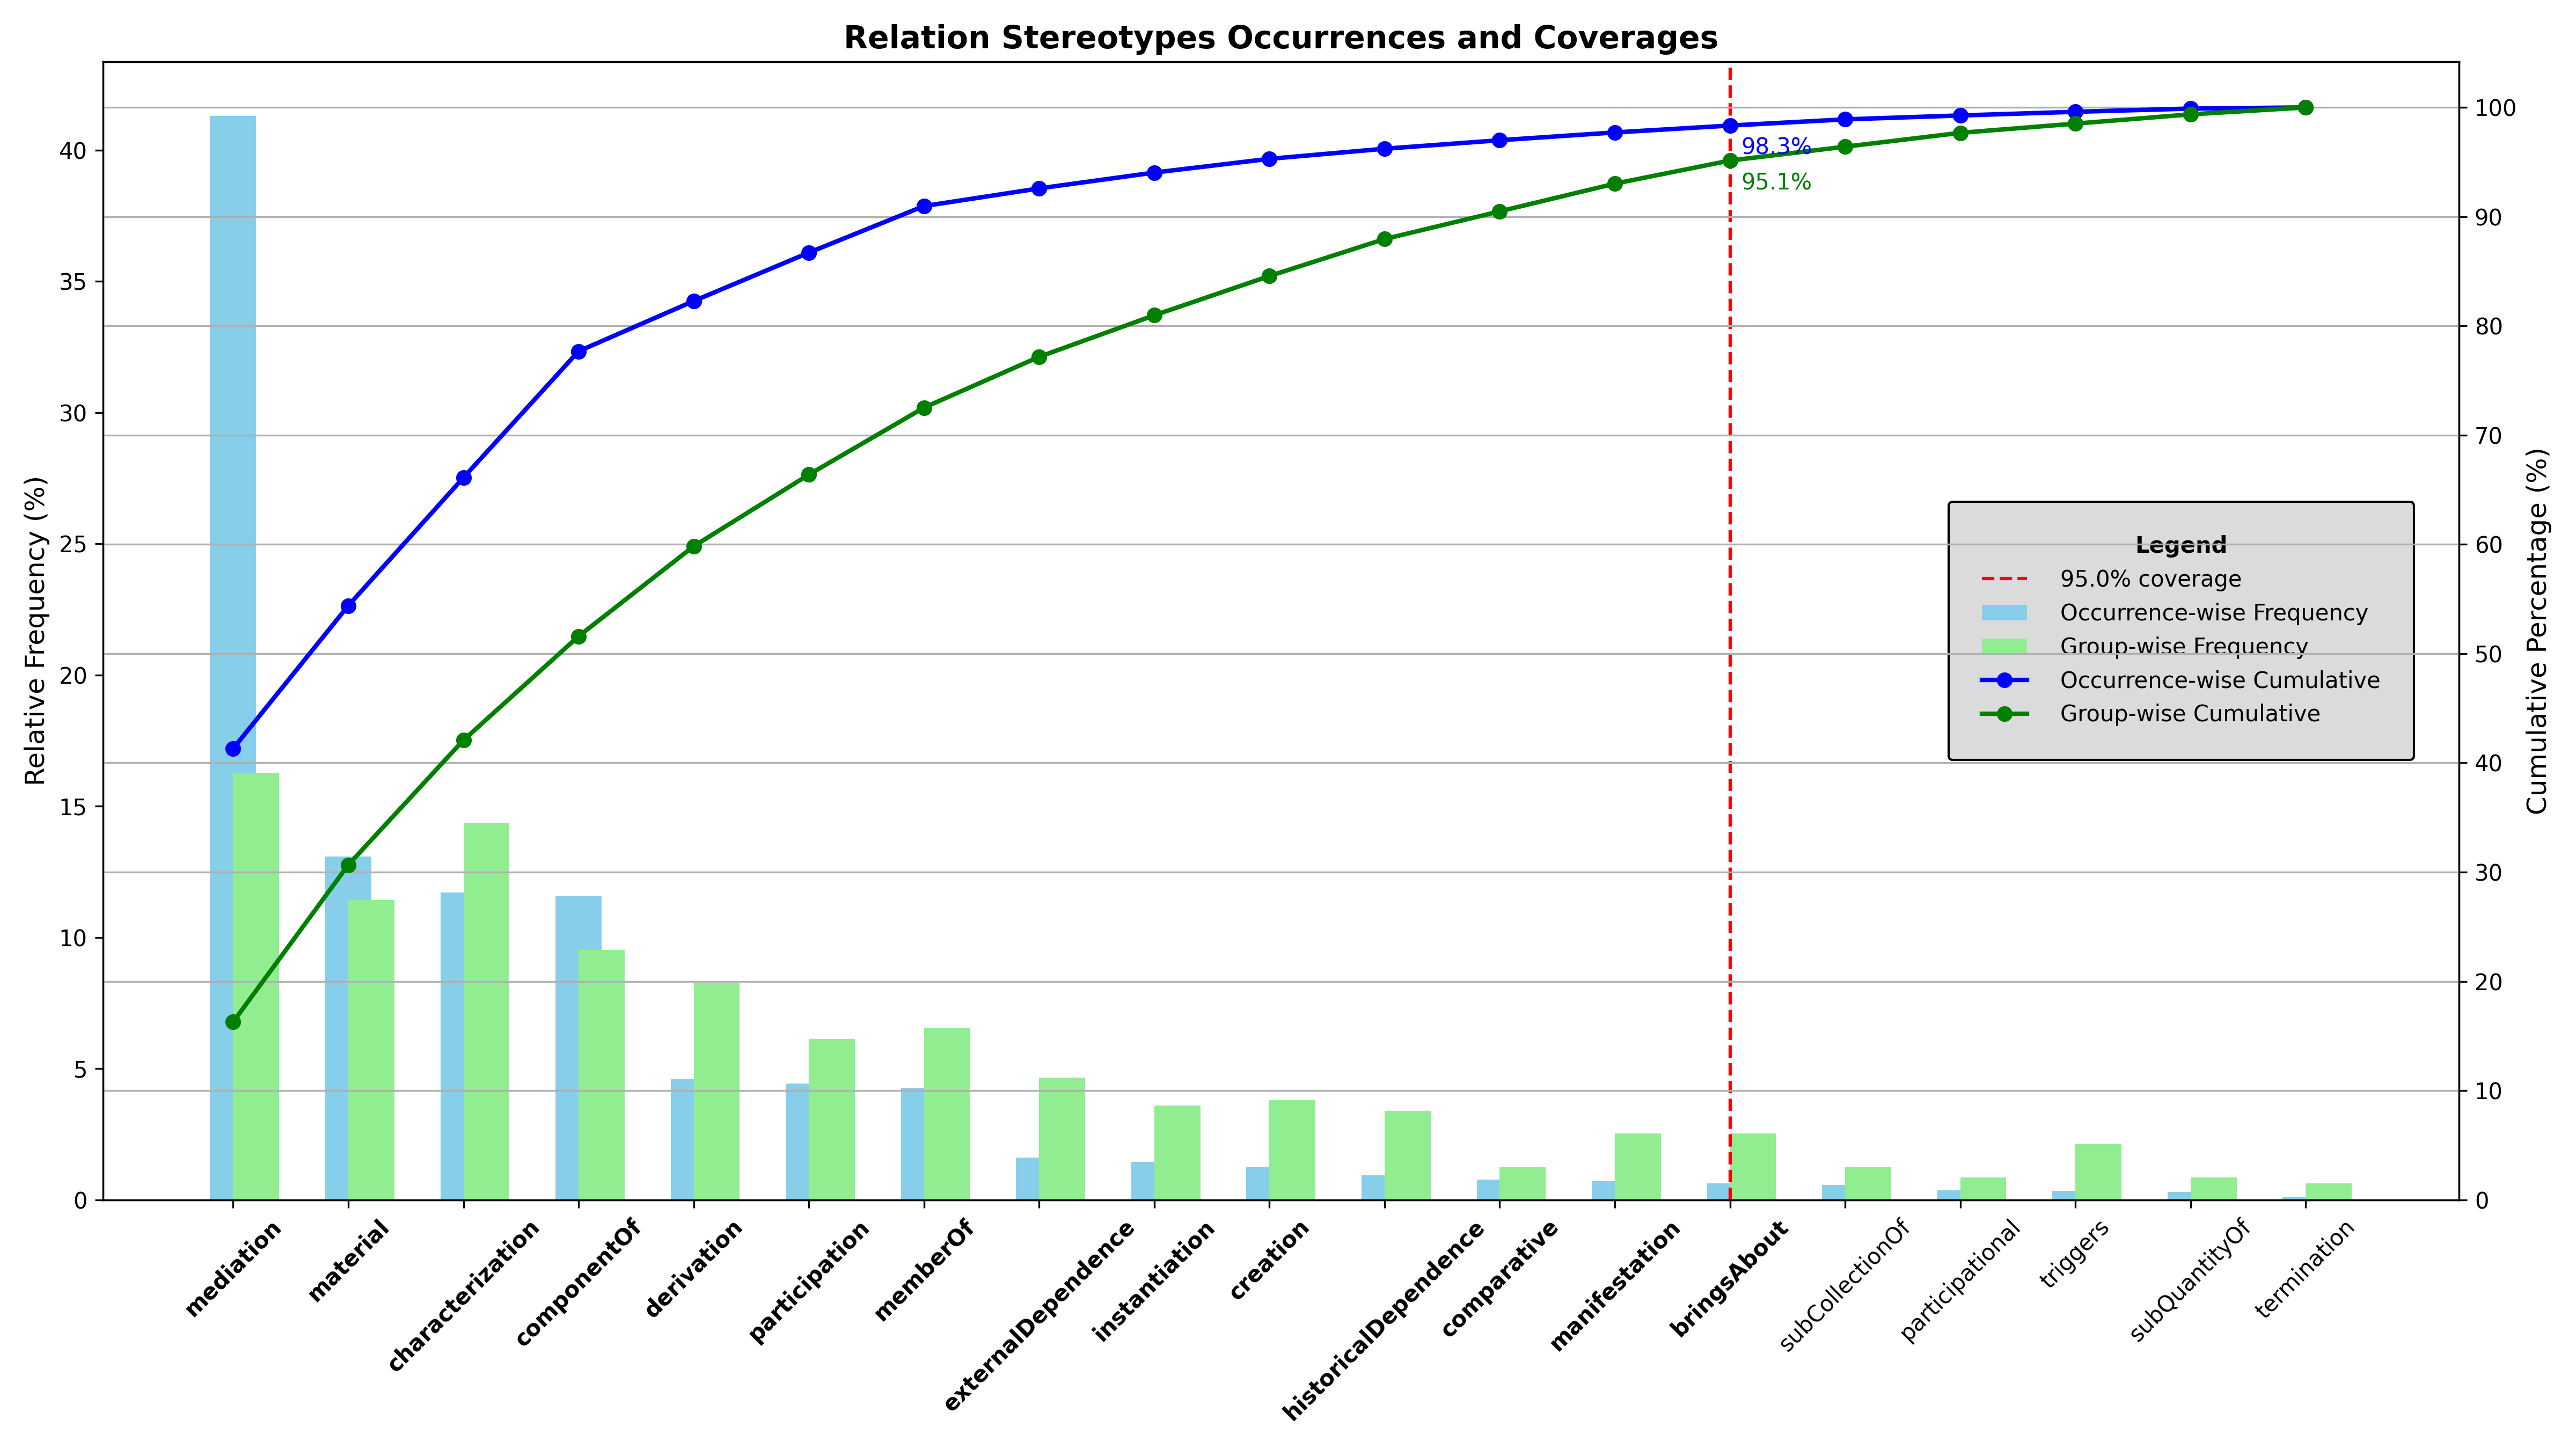 Relation Stereotypes Occurrences and Coverages
Relative Frequency (%)
40
35
30
25
20
15
10
5
0
98.3%
95.1%
Legend
95.0% coverage
Occurrence-wise Frequency
Group-wise Frequency
Occurrence-wise Cumulative
Group-wise Cumulative
100
90
80
70
60
50
40
30
20
10
0
Cumulative Percentage (%)
mediation
material
characterization
componentOf
derivation
participation
memberOf
externalDependence
instantiation
creation
historicalDependence
comparative
manifestation
bringsAbout
subCollectionOf
participational
triggers
subQuantityOf
termination